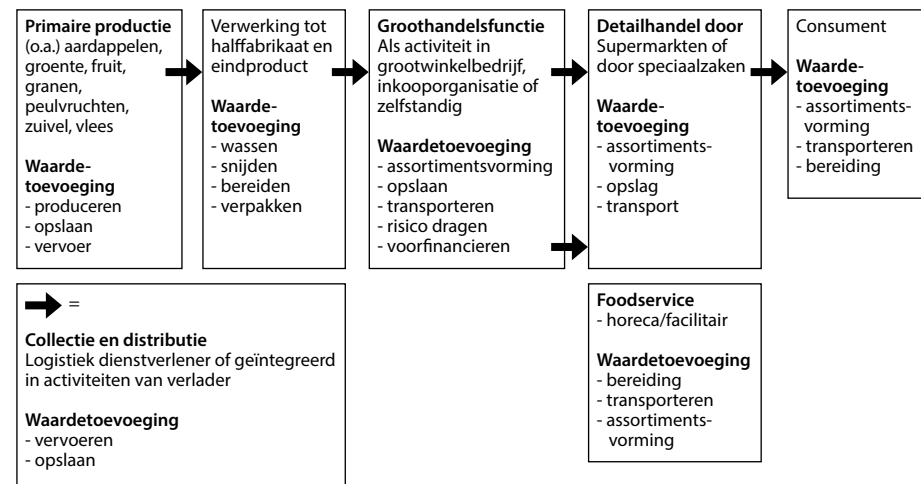 Primaire productie
(o.a.) aardappelen,
groente, fruit,
granen,
peulvruchten,
zuivel, vlees
Waarde-
toevoeging
- produceren
- opslaan
- vervoer
Verwerking tot
halffabrikaat en
eindproduct
Waarde-
toevoeging
- wassen
- snijden
- bereiden
- verpakken
Groothandelsfunctie
Als activiteit in
grootwinkelbedrijf,
inkooporganisatie of
zelfstandig
Waardetoevoeging
- assortimentsvorming
- opslaan
- transporteren
- risico dragen
- voorfinancieren
Detailhandel door
Supermarkten of
door speciaalzaken
Waarde-
toevoeging
- assortiments-
vorming
- opslag
- transport
Consument
Waarde-
toevoeging
- assortiments-
vorming
- transporteren
- bereiding
=
Collectie en distributie
Logistiek dienstverlener of geïntegreerd
in activiteiten van verlader
Waardetoevoeging
- vervoeren
- opslaan
Foodservice
- horeca/facilitair
Waardetoevoeging
- bereiding
- transporteren
- assortiments-
vorming